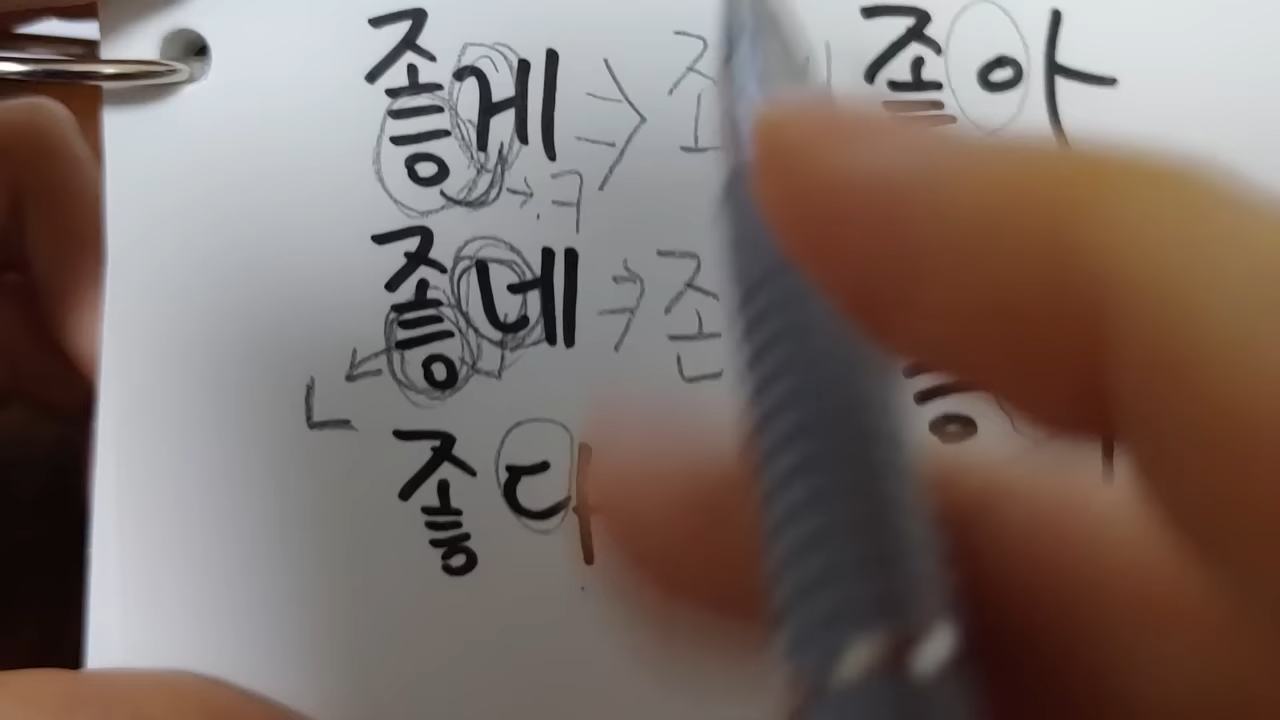 좋게 → 조 좋아
→ ㅋ
좋네 → 존
ㄴ
좋다